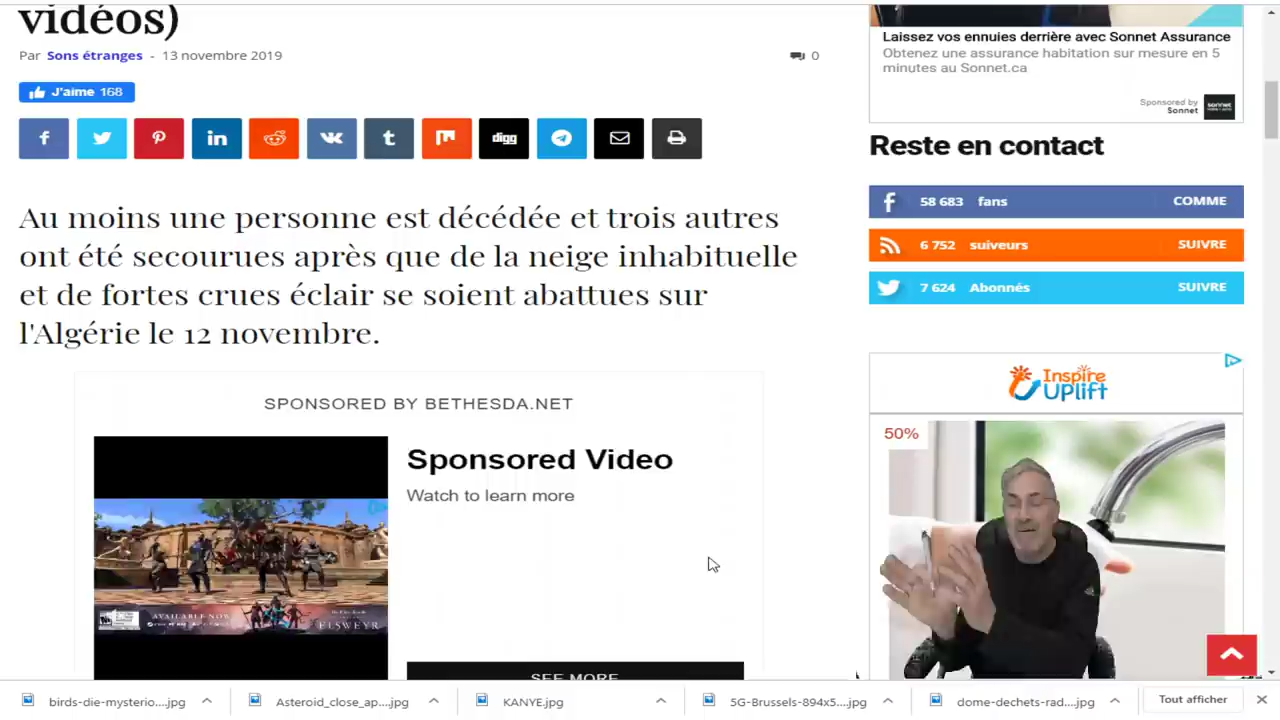 vidéos)
Par Sons étranges - 13 novembre 2019
0
J'aime 168
digg
Au moins une personne est décédée et trois autres
ont été secourues après que de la neige inhabituelle
et de fortes crues éclair se soient abattues sur
l'Algérie le 12 novembre.
SPONSORED BY BETHESDA.NET
Sponsored Video
Watch to learn more
AVAILABLE NOW
ELSWEYR
SEE MORE
Laissez vos ennuies derrière avec Sonnet Assurance
Obtenez une assurance habitation sur mesure en 5
minutes au Sonnet.ca
Sponsored by
Sonnet
sonnet
Reste en contact
58 683 fans COMME
6 752 suiveurs SUIVRE
7 624 Abonnés SUIVRE
Inspire
Uplift
50%
birds-die-mysterio....jpg
Asteroid_close_ap....jpg
KANYE.jpg
5G-Brussels-894x5....jpg
dome-dechets-rad....jpg
Tout afficher